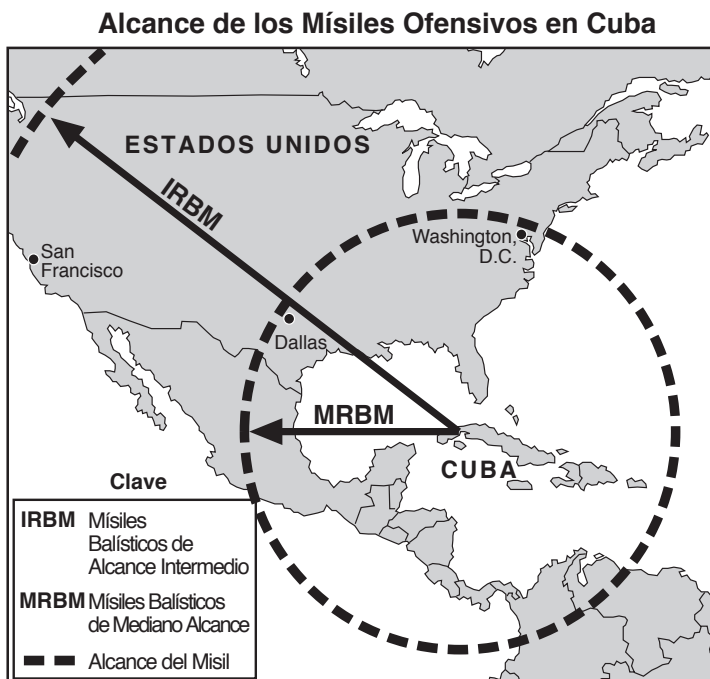 Alcance de los Mísiles Ofensivos en Cuba
ESTADOS UNIDOS
IRBM
Washington,
D.C.
San
Francisco
Dallas
MRBM
CUBA
Clave
IRBM Mísiles
Balísticos de
Alcance Intermedio
MRBM Mísiles Balísticos
de Mediano Alcance
Alcance del Misil